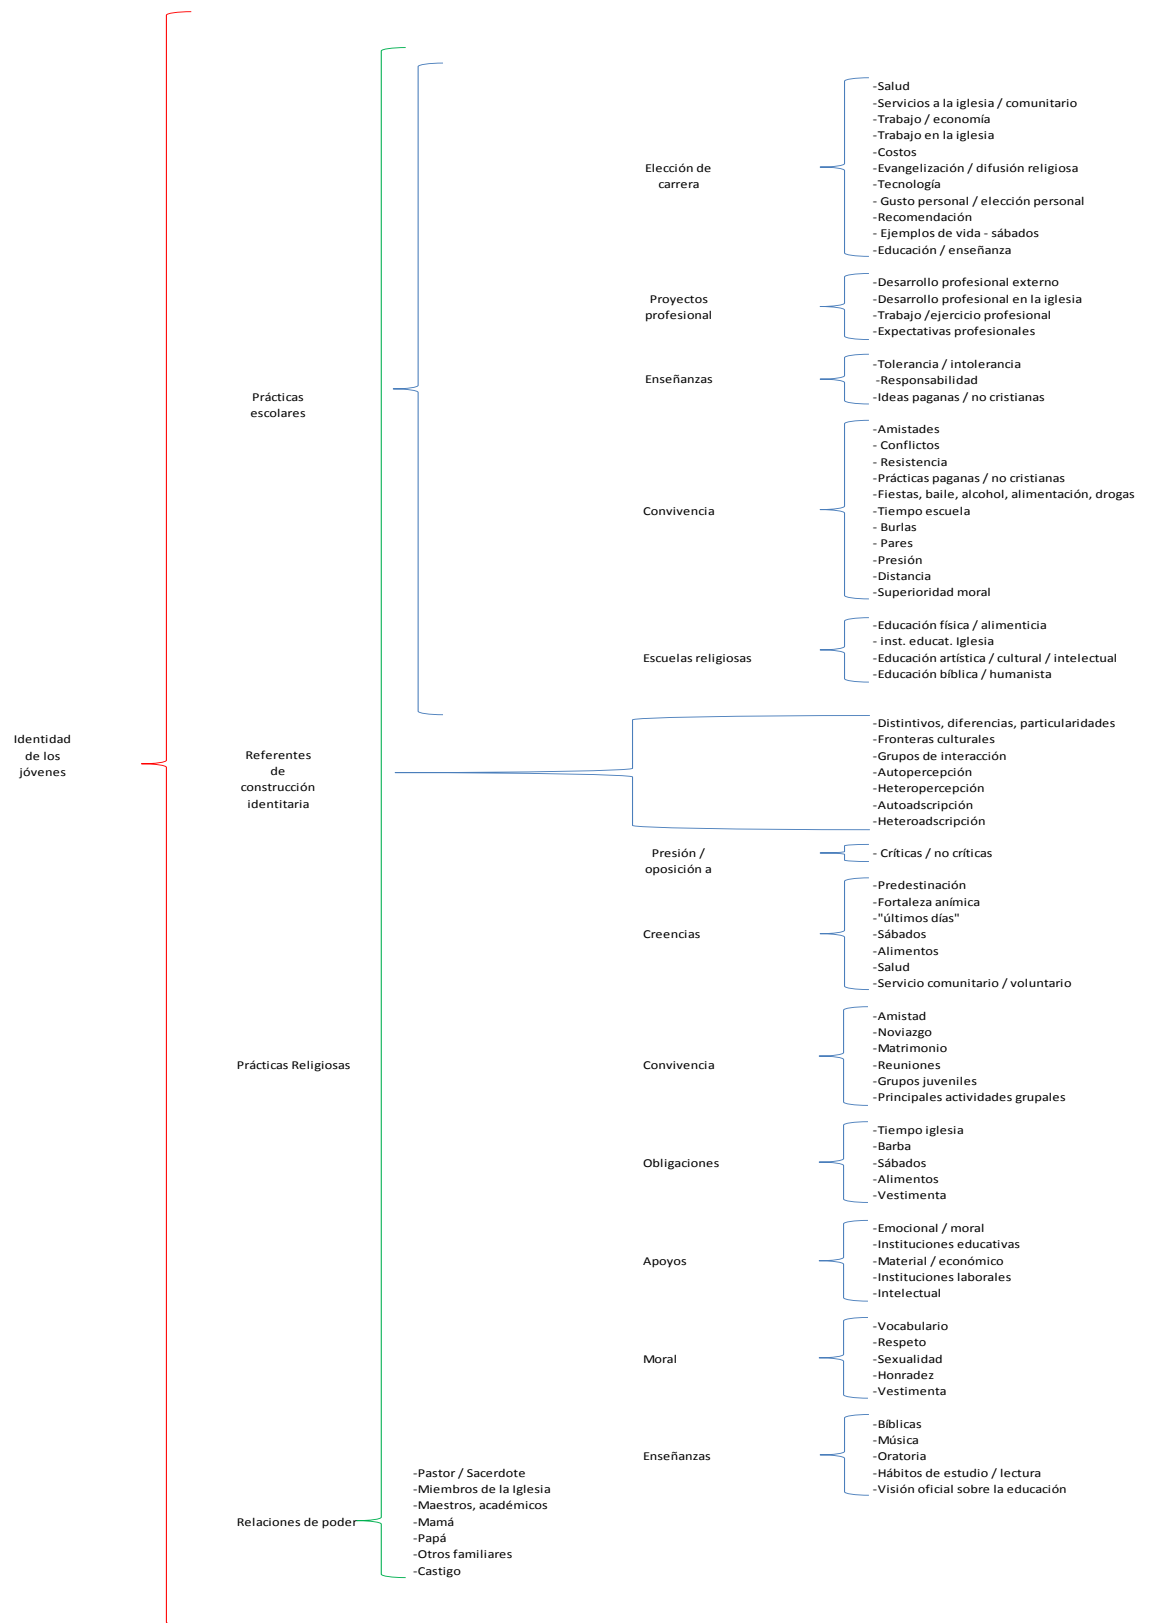 -Salud
-Servicios a la iglesia / comunitario
-Trabajo / economía
-Trabajo en la iglesia
-Costos
Elección de
carrera
-Evangelización / difusión religiosa
-Tecnología
- Gusto personal / elección personal
-Recomendación
- Ejemplos de vida - sábados
-Educación / enseñanza
Proyectos
profesional
-Desarrollo profesional externo
-Desarrollo profesional en la iglesia
-Trabajo /ejercicio profesional
-Expectativas profesionales
Enseñanzas
-Tolerancia / intolerancia
-Responsabilidad
-Ideas paganas / no cristianas
Prácticas
escolares
Convivencia
-Amistades
- Conflictos
- Resistencia
-Prácticas paganas / no cristianas
-Fiestas, baile, alcohol, alimentación, drogas
-Tiempo escuela
- Burlas
- Pares
-Presión
-Distancia
-Superioridad moral
Escuelas religiosas
-Educación física / alimenticia
- inst. educat. Iglesia
-Educación artística / cultural / intelectual
-Educación bíblica / humanista
Identidad
de los
jóvenes
Referentes
de
construcción
identitaria
-Distintivos, diferencias, particularidades
-Fronteras culturales
-Grupos de interacción
-Autopercepción
-Heteropercepción
-Autoadscripción
-Heteroadscripción
Presión /
oposición a
- Críticas / no críticas
Creencias
-Predestinación
-Fortaleza anímica
-"últimos días"
-Sábados
-Alimentos
-Salud
-Servicio comunitario / voluntario
Prácticas Religiosas
Convivencia
-Amistad
-Noviazgo
-Matrimonio
-Reuniones
-Grupos juveniles
-Principales actividades grupales
Obligaciones
-Tiempo iglesia
-Barba
-Sábados
-Alimentos
-Vestimenta
Apoyos
-Emocional / moral
-Instituciones educativas
-Material / económico
-Instituciones laborales
-Intelectual
Moral
-Vocabulario
-Respeto
-Sexualidad
-Honradez
-Vestimenta
Enseñanzas
-Bíblicas
-Música
-Oratoria
-Hábitos de estudio / lectura
-Visión oficial sobre la educación
Relaciones de poder
-Pastor / Sacerdote
-Miembros de la Iglesia
-Maestros, académicos
-Mamá
-Papá
-Otros familiares
-Castigo